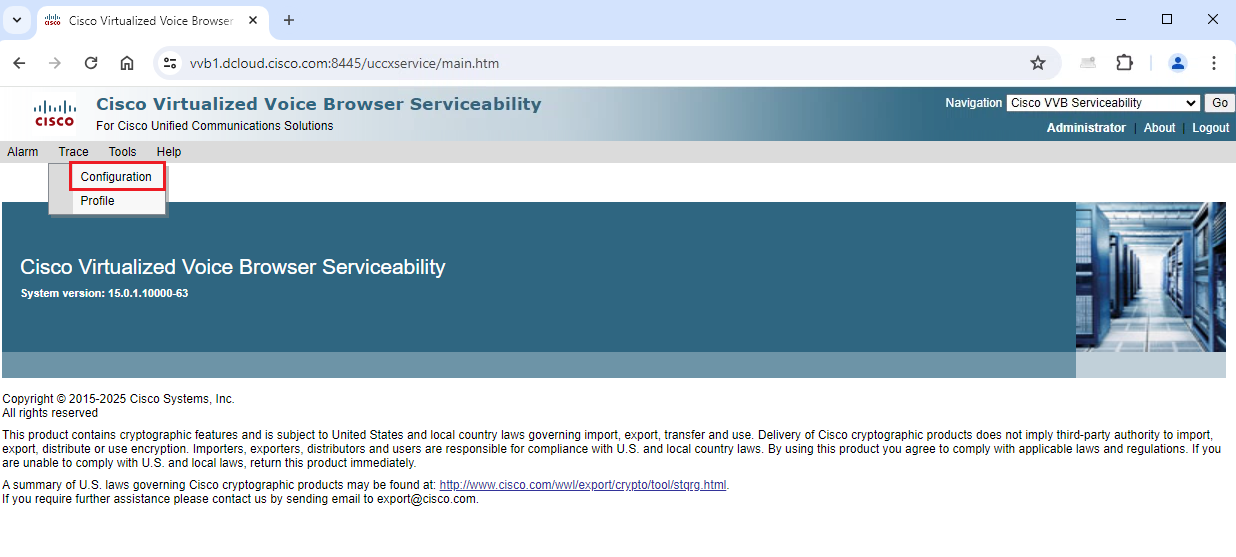 Cisco Virtualized Voice Browser
vvb1.dcloud.cisco.com:8445/uccxservice/main.htm
CISCO
Cisco Virtualized Voice Browser Serviceability
For Cisco Unified Communications Solutions
Navigation Cisco VVB Serviceability Go
Administrator | About | Logout
Alarm Trace Tools Help
Configuration
Profile
Cisco Virtualized Voice Browser Serviceability
System version: 15.0.1.10000-63
Copyright © 2015-2025 Cisco Systems, Inc.
All rights reserved
This product contains cryptographic features and is subject to United States and local country laws governing import, export, transfer and use. Delivery of Cisco cryptographic products does not imply third-party authority to import,
export, distribute or use encryption. Importers, exporters, distributors and users are responsible for compliance with U.S. and local country laws. By using this product you agree to comply with applicable laws and regulations. If you
are unable to comply with U.S. and local laws, return this product immediately.
A summary of U.S. laws governing Cisco cryptographic products may be found at: http://www.cisco.com/wwl/export/crypto/tool/stqrg.html.
If you require further assistance please contact us by sending email to export@cisco.com.